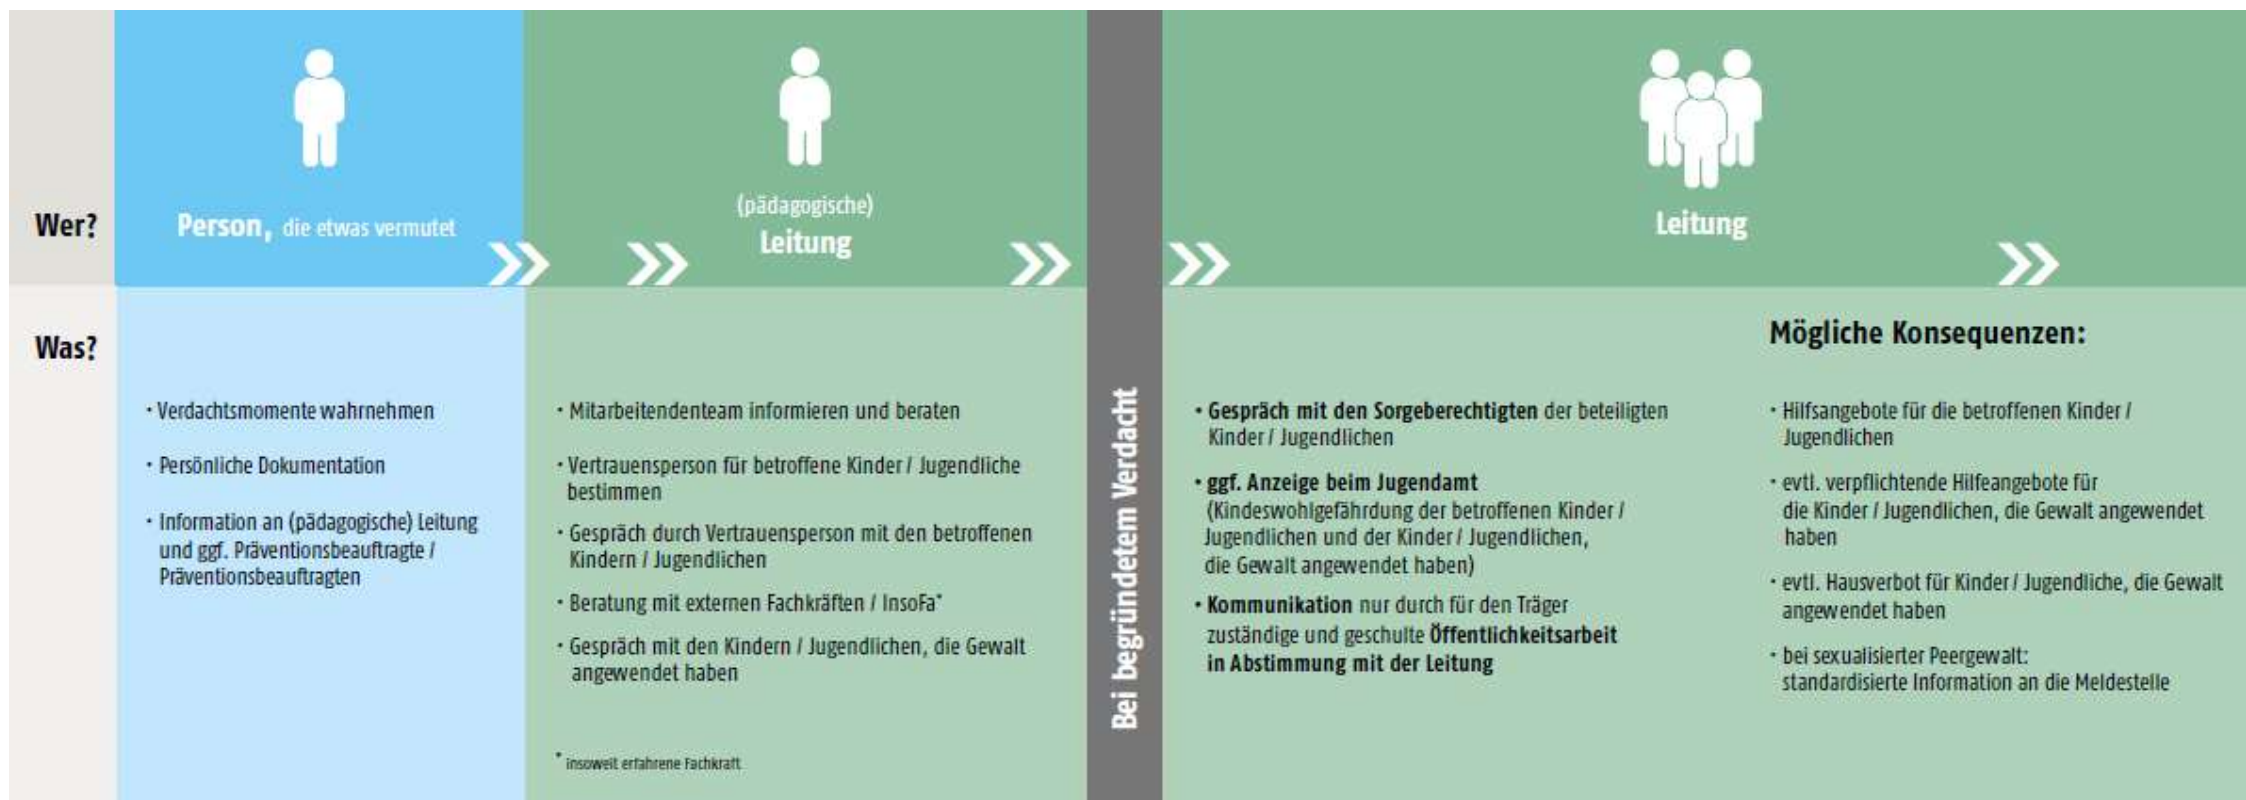 Wer?
Person, die etwas vermutet
(pädagogische)
Leitung
Leitung
Was?
· Verdachtsmomente wahrnehmen
· Persönliche Dokumentation
· Information an (pädagogische) Leitung
und ggf. Präventionsbeauftragte /
Präventionsbeauftragten
· Mitarbeitendenteam informieren und beraten
· Vertrauensperson für betroffene Kinder / Jugendliche
bestimmen
· Gespräch durch Vertrauensperson mit den betroffenen
Kindern / Jugendlichen
· Beratung mit externen Fachkräften / InsoFa*
· Gespräch mit den Kindern / Jugendlichen, die Gewalt
angewendet haben
* insoweit erfahrene Fachkraft
Bei begründetem Verdacht
· Gespräch mit den Sorgeberechtigten der beteiligten
Kinder / Jugendlichen
· ggf. Anzeige beim Jugendamt
(Kindeswohlgefährdung der betroffenen Kinder /
Jugendlichen und der Kinder / Jugendlichen,
die Gewalt angewendet haben)
· Kommunikation nur durch für den Träger
zuständige und geschulte Öffentlichkeitsarbeit
in Abstimmung mit der Leitung
Mögliche Konsequenzen:
· Hilfsangebote für die betroffenen Kinder /
Jugendlichen
· evtl. verpflichtende Hilfeangebote für
die Kinder / Jugendlichen, die Gewalt angewendet
haben
· evtl. Hausverbot für Kinder / Jugendliche, die Gewalt
angewendet haben
· bei sexualisierter Peergewalt:
standardisierte Information an die Meldestelle